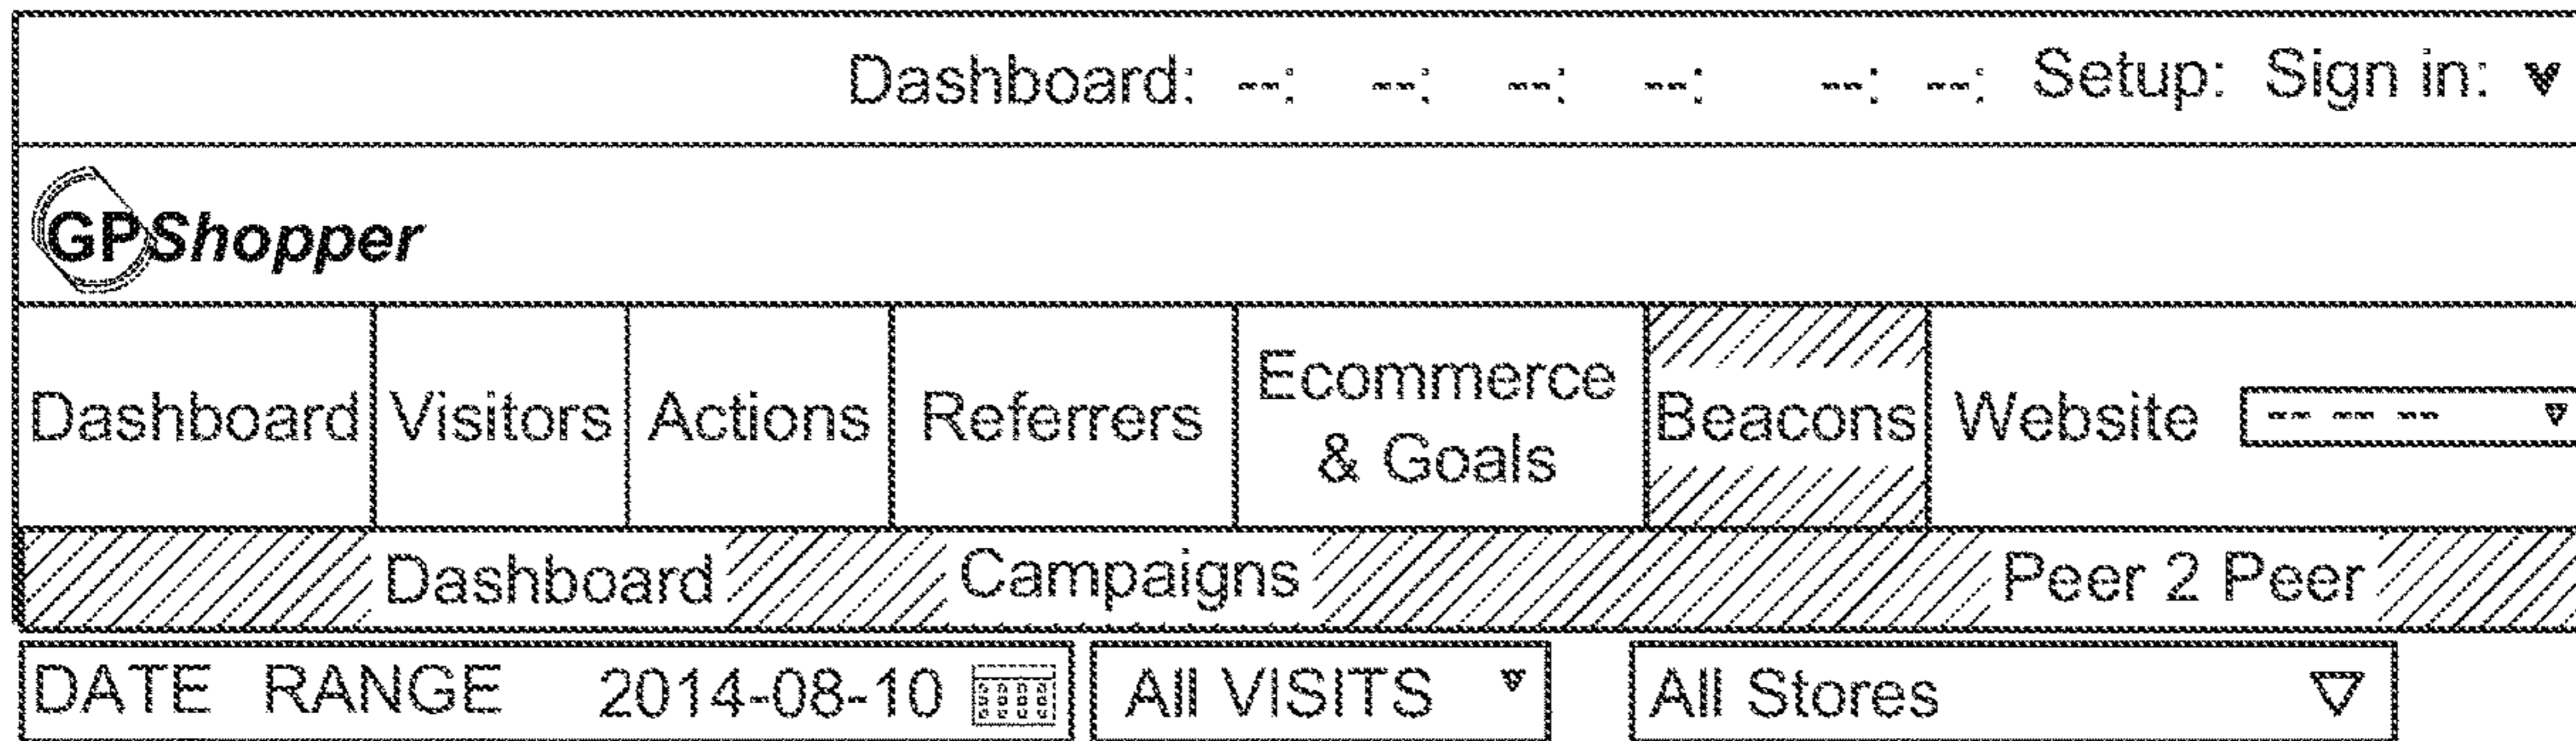 Dashboard: --: --: --: --: --: --: Setup: Sign in:
GPShopper
Dashboard Visitors Actions Referrers Ecommerce & Goals Beacons Website -- -- --
Dashboard Campaigns Peer 2 Peer
DATE RANGE 2014-08-10 All VISITS All Stores